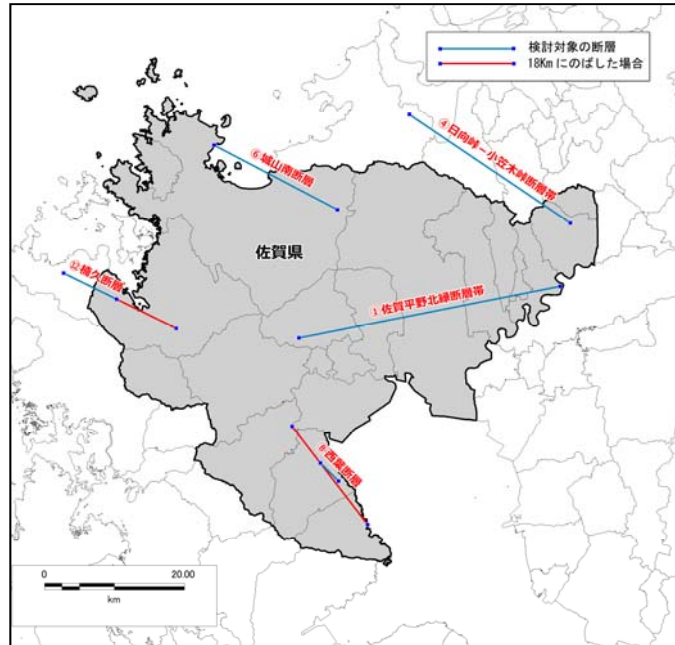 検討対象の断層
18Kmにのばした場合
④日向峠－小笠木峠断層帯
⑥城山南断層
佐賀県
⑫楠久断層
①佐賀平野北縁断層帯
⑧西葉断層
0 20.00
km